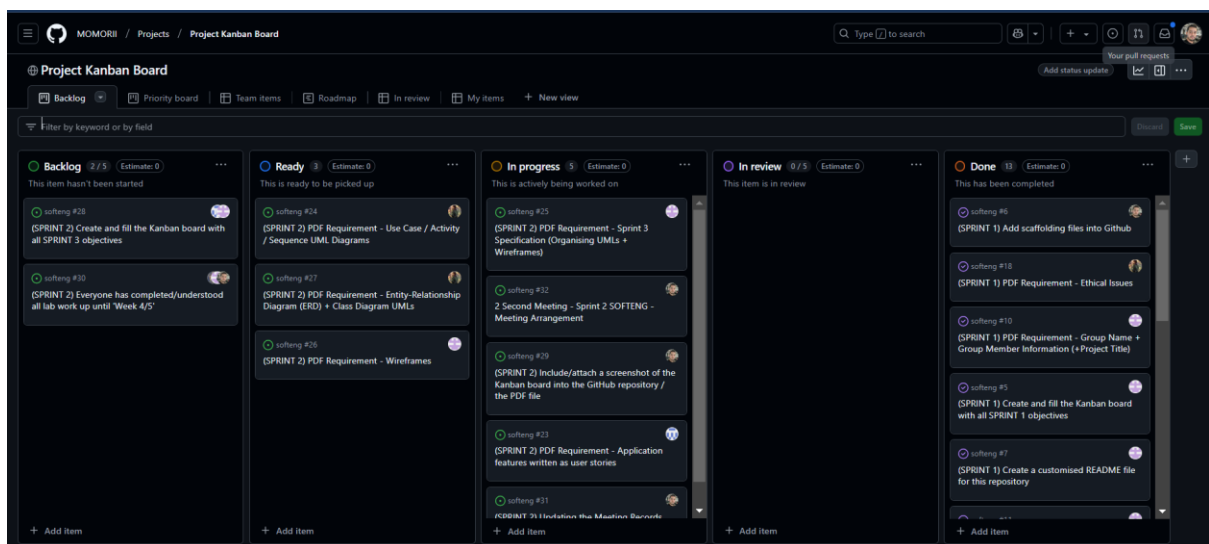 MOMORII / Projects / Project Kanban Board
Type / to search
Your pull requests
Project Kanban Board
Add status update
Backlog
Priority board
Team items
Roadmap
In review
My items
+ New view
Filter by keyword or by field
Discard
Save
Backlog 2 / 5 Estimate: 0
This item hasn't been started
softeng #28
(SPRINT 2) Create and fill the Kanban board with
all SPRINT 3 objectives
softeng #30
(SPRINT 2) Everyone has completed/understood
all lab work up until 'Week 4/5'
+ Add item
Ready 3 Estimate: 0
This is ready to be picked up
softeng #24
(SPRINT 2) PDF Requirement - Use Case / Activity
/ Sequence UML Diagrams
softeng #27
(SPRINT 2) PDF Requirement - Entity-Relationship
Diagram (ERD) + Class Diagram UMLs
softeng #26
(SPRINT 2) PDF Requirement - Wireframes
+ Add item
In progress 5 Estimate: 0
This is actively being worked on
softeng #25
(SPRINT 2) PDF Requirement - Sprint 3
Specification (Organising UMLs +
Wireframes)
softeng #32
2 Second Meeting - Sprint 2 SOFTENG -
Meeting Arrangement
softeng #29
(SPRINT 2) Include/attach a screenshot of the
Kanban board into the GitHub repository /
the PDF file
softeng #23
(SPRINT 2) PDF Requirement - Application
features written as user stories
softeng #31
(SPRINT 2) Updating the Meeting Records
+ Add item
In review 0 / 5 Estimate: 0
This item is in review
+ Add item
Done 13 Estimate: 0
This has been completed
softeng #6
(SPRINT 1) Add scaffolding files into Github
softeng #18
(SPRINT 1) PDF Requirement - Ethical Issues
softeng #10
(SPRINT 1) PDF Requirement - Group Name +
Group Member Information (+Project Title)
softeng #5
(SPRINT 1) Create and fill the Kanban board
with all SPRINT 1 objectives
softeng #7
(SPRINT 1) Create a customised README file
for this repository
+ Add item